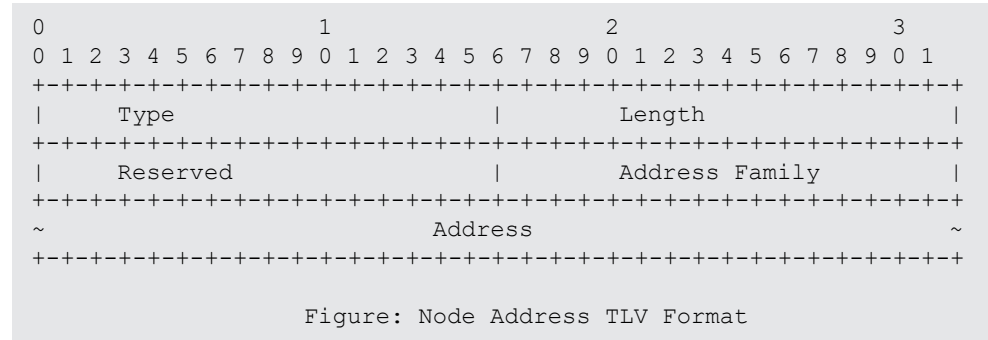 0                   1                   2                   3
0 1 2 3 4 5 6 7 8 9 0 1 2 3 4 5 6 7 8 9 0 1 2 3 4 5 6 7 8 9 0 1
+-+-+-+-+-+-+-+-+-+-+-+-+-+-+-+-+-+-+-+-+-+-+-+-+-+-+-+-+-+-+-+-+
|     Type                      |        Length                 |
+-+-+-+-+-+-+-+-+-+-+-+-+-+-+-+-+-+-+-+-+-+-+-+-+-+-+-+-+-+-+-+-+
|     Reserved                  |        Address Family         |
+-+-+-+-+-+-+-+-+-+-+-+-+-+-+-+-+-+-+-+-+-+-+-+-+-+-+-+-+-+-+-+-+
~                           Address                             ~
+-+-+-+-+-+-+-+-+-+-+-+-+-+-+-+-+-+-+-+-+-+-+-+-+-+-+-+-+-+-+-+-+
Figure: Node Address TLV Format